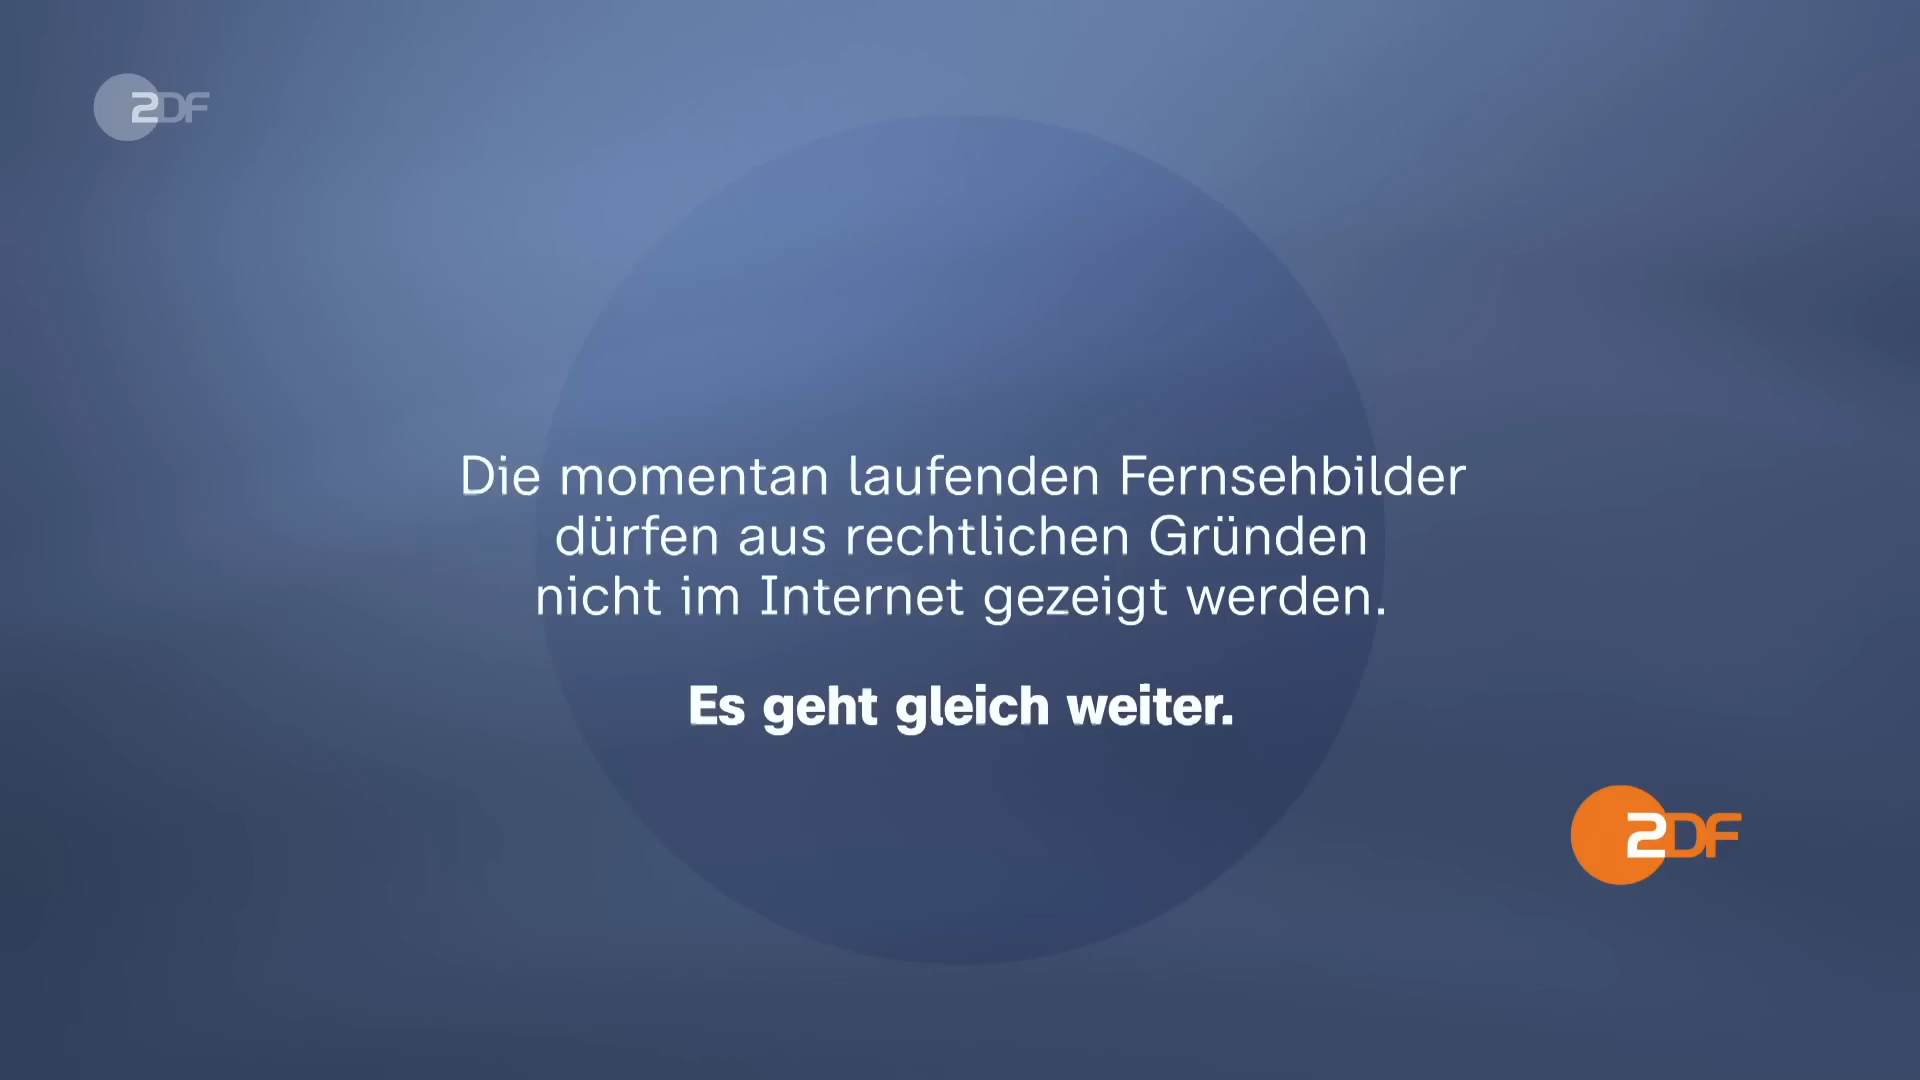 ZDF
Die momentan laufenden Fernsehbilder
dürfen aus rechtlichen Gründen
nicht im Internet gezeigt werden.
Es geht gleich weiter.
ZDF